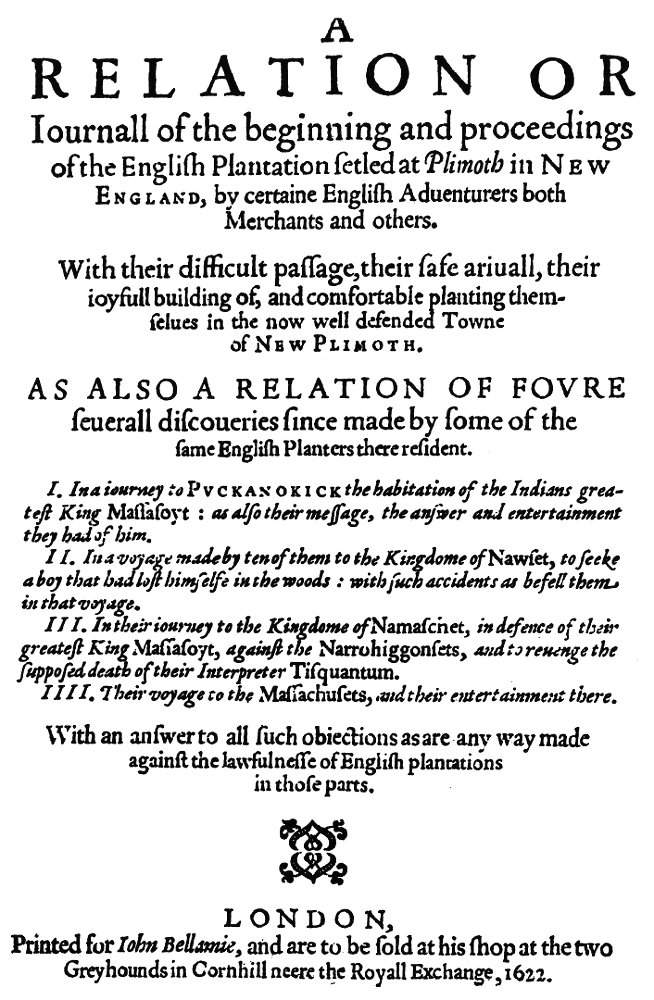 A
RELATION OR
Iournall of the beginning and proceedings
of the Engliſh Plantation ſetled at Plimoth in NEW
ENGLAND, by certaine Engliſh Aduenturers both
Merchants and others.
With their difficult paſſage, their ſafe ariuall, their
ioyfull building of, and comfortable planting them-
ſelues in the now well defended Towne
of NEW PLIMOTH.
AS ALSO A RELATION OF FOVRE
ſeuerall diſcoueries ſince made by ſome of the
ſame Engliſh Planters there reſident.
I. In a iourney to PVCKANOKICK the habitation of the Indians grea-
teſt King Maſſaſoyt : as alſo their meſſage, the anſwer and entertainment
they had of him.
II. In a voyage made by ten of them to the Kingdome of Nawſet, to ſeeke
a boy that had loſt himſelfe in the woods : with ſuch accidents as befell them
in that voyage.
III. In their iourney to the Kingdome of Namaſchet, in defence of their
greateſt King Maſſaſoyt, againſt the Narrohiggonſets, and to reuenge the
ſuppoſed death of their Interpreter Tiſquantum.
IIII. Their voyage to the Maſſachuſets, and their entertainment there.
With an anſwer to all ſuch obiections as are any way made
againſt the lawfulneſſe of Engliſh plantations
in thoſe parts.
LONDON,
Printed for Iohn Bellamie, and are to be ſold at his ſhop at the two
Greyhounds in Cornhill neere the Royall Exchange, 1622.